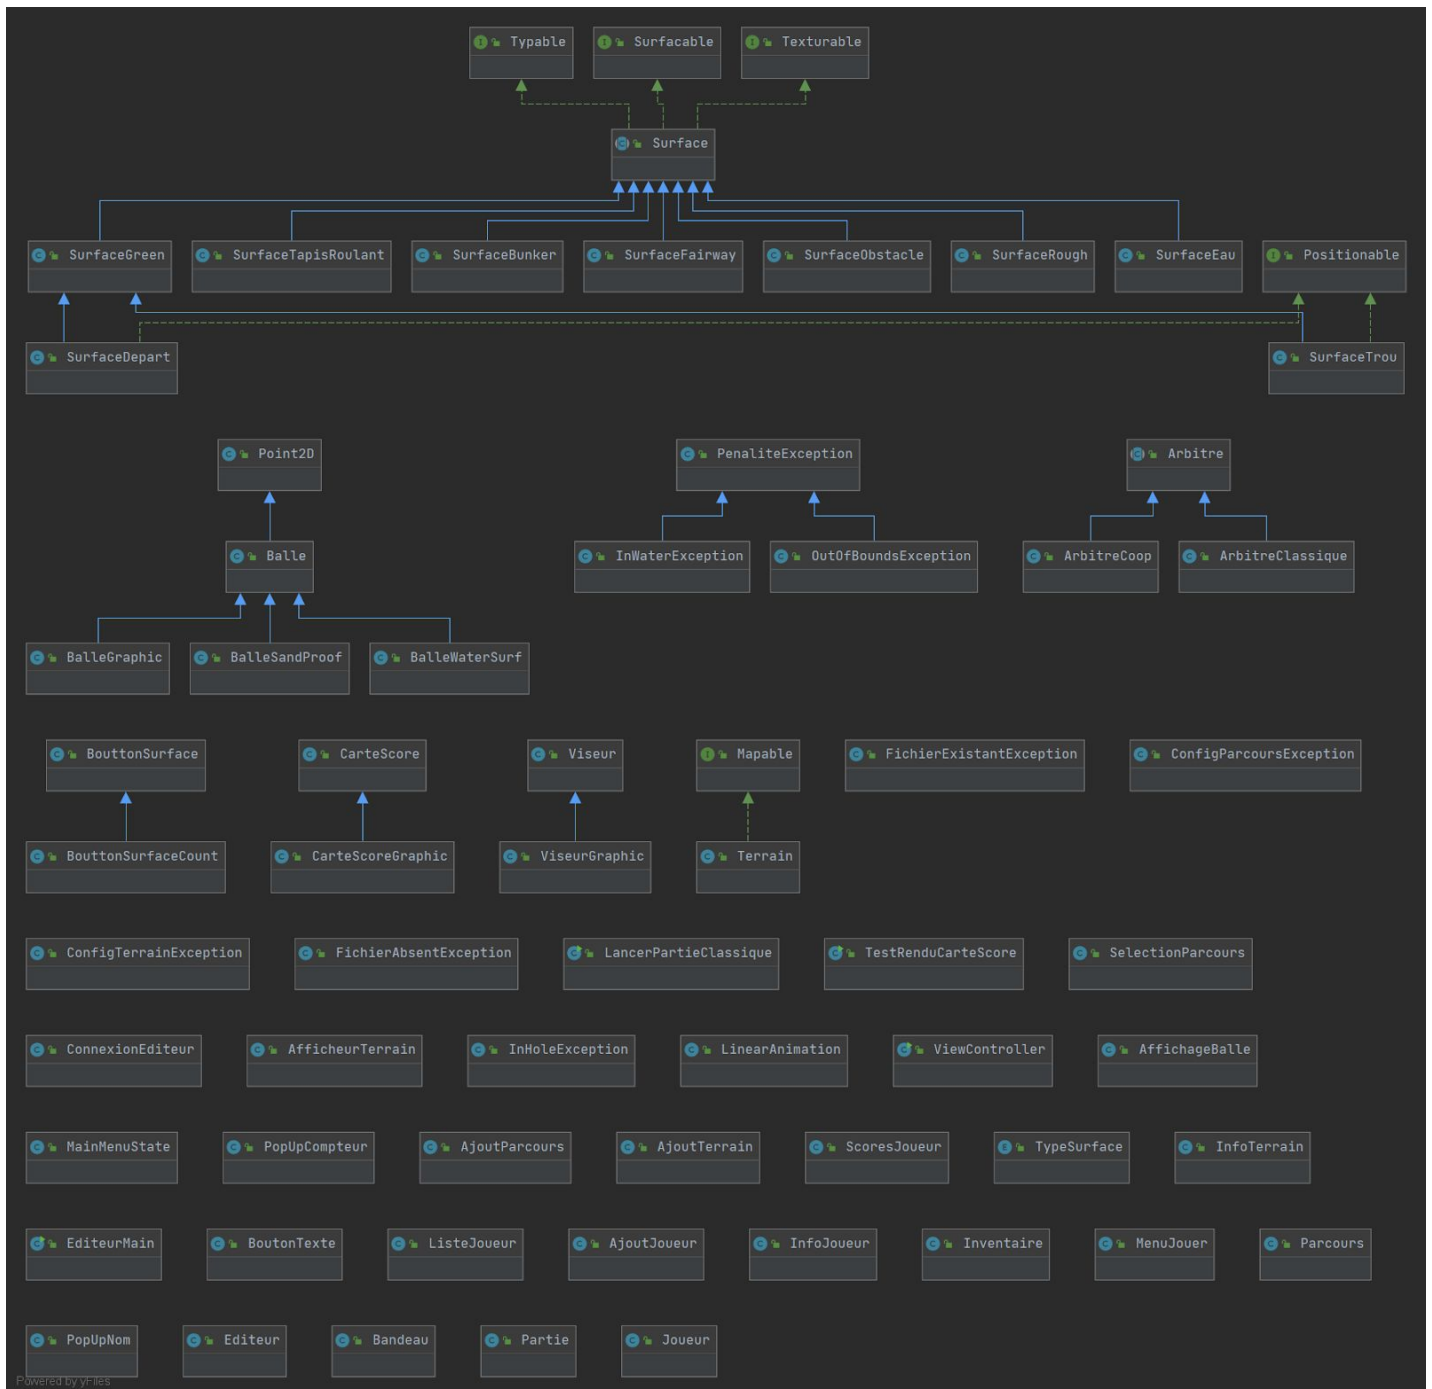 Typable Surfacable Texturable
Surface
SurfaceGreen SurfaceTapisRoulant SurfaceBunker SurfaceFairway SurfaceObstacle SurfaceRough SurfaceEau Positionable
SurfaceDepart SurfaceTrou
Point2D PenaliteException Arbitre
Balle InWaterException OutOfBoundsException ArbitreCoop ArbitreClassique
BalleGraphic BalleSandProof BalleWaterSurf
BouttonSurface CarteScore Viseur Mapable FichierExistantException ConfigParcoursException
BouttonSurfaceCount CarteScoreGraphic ViseurGraphic Terrain
ConfigTerrainException FichierAbsentException LancerPartieClassique TestRenduCarteScore SelectionParcours
ConnexionEditeur AfficheurTerrain InHoleException LinearAnimation ViewController AffichageBalle
MainMenuState PopUpCompteur AjoutParcours AjoutTerrain ScoresJoueur TypeSurface InfoTerrain
EditeurMain BoutonTexte ListeJoueur AjoutJoueur InfoJoueur Inventaire MenuJouer Parcours
PopUpNom Editeur Bandeau Partie Joueur
Powered by yFiles